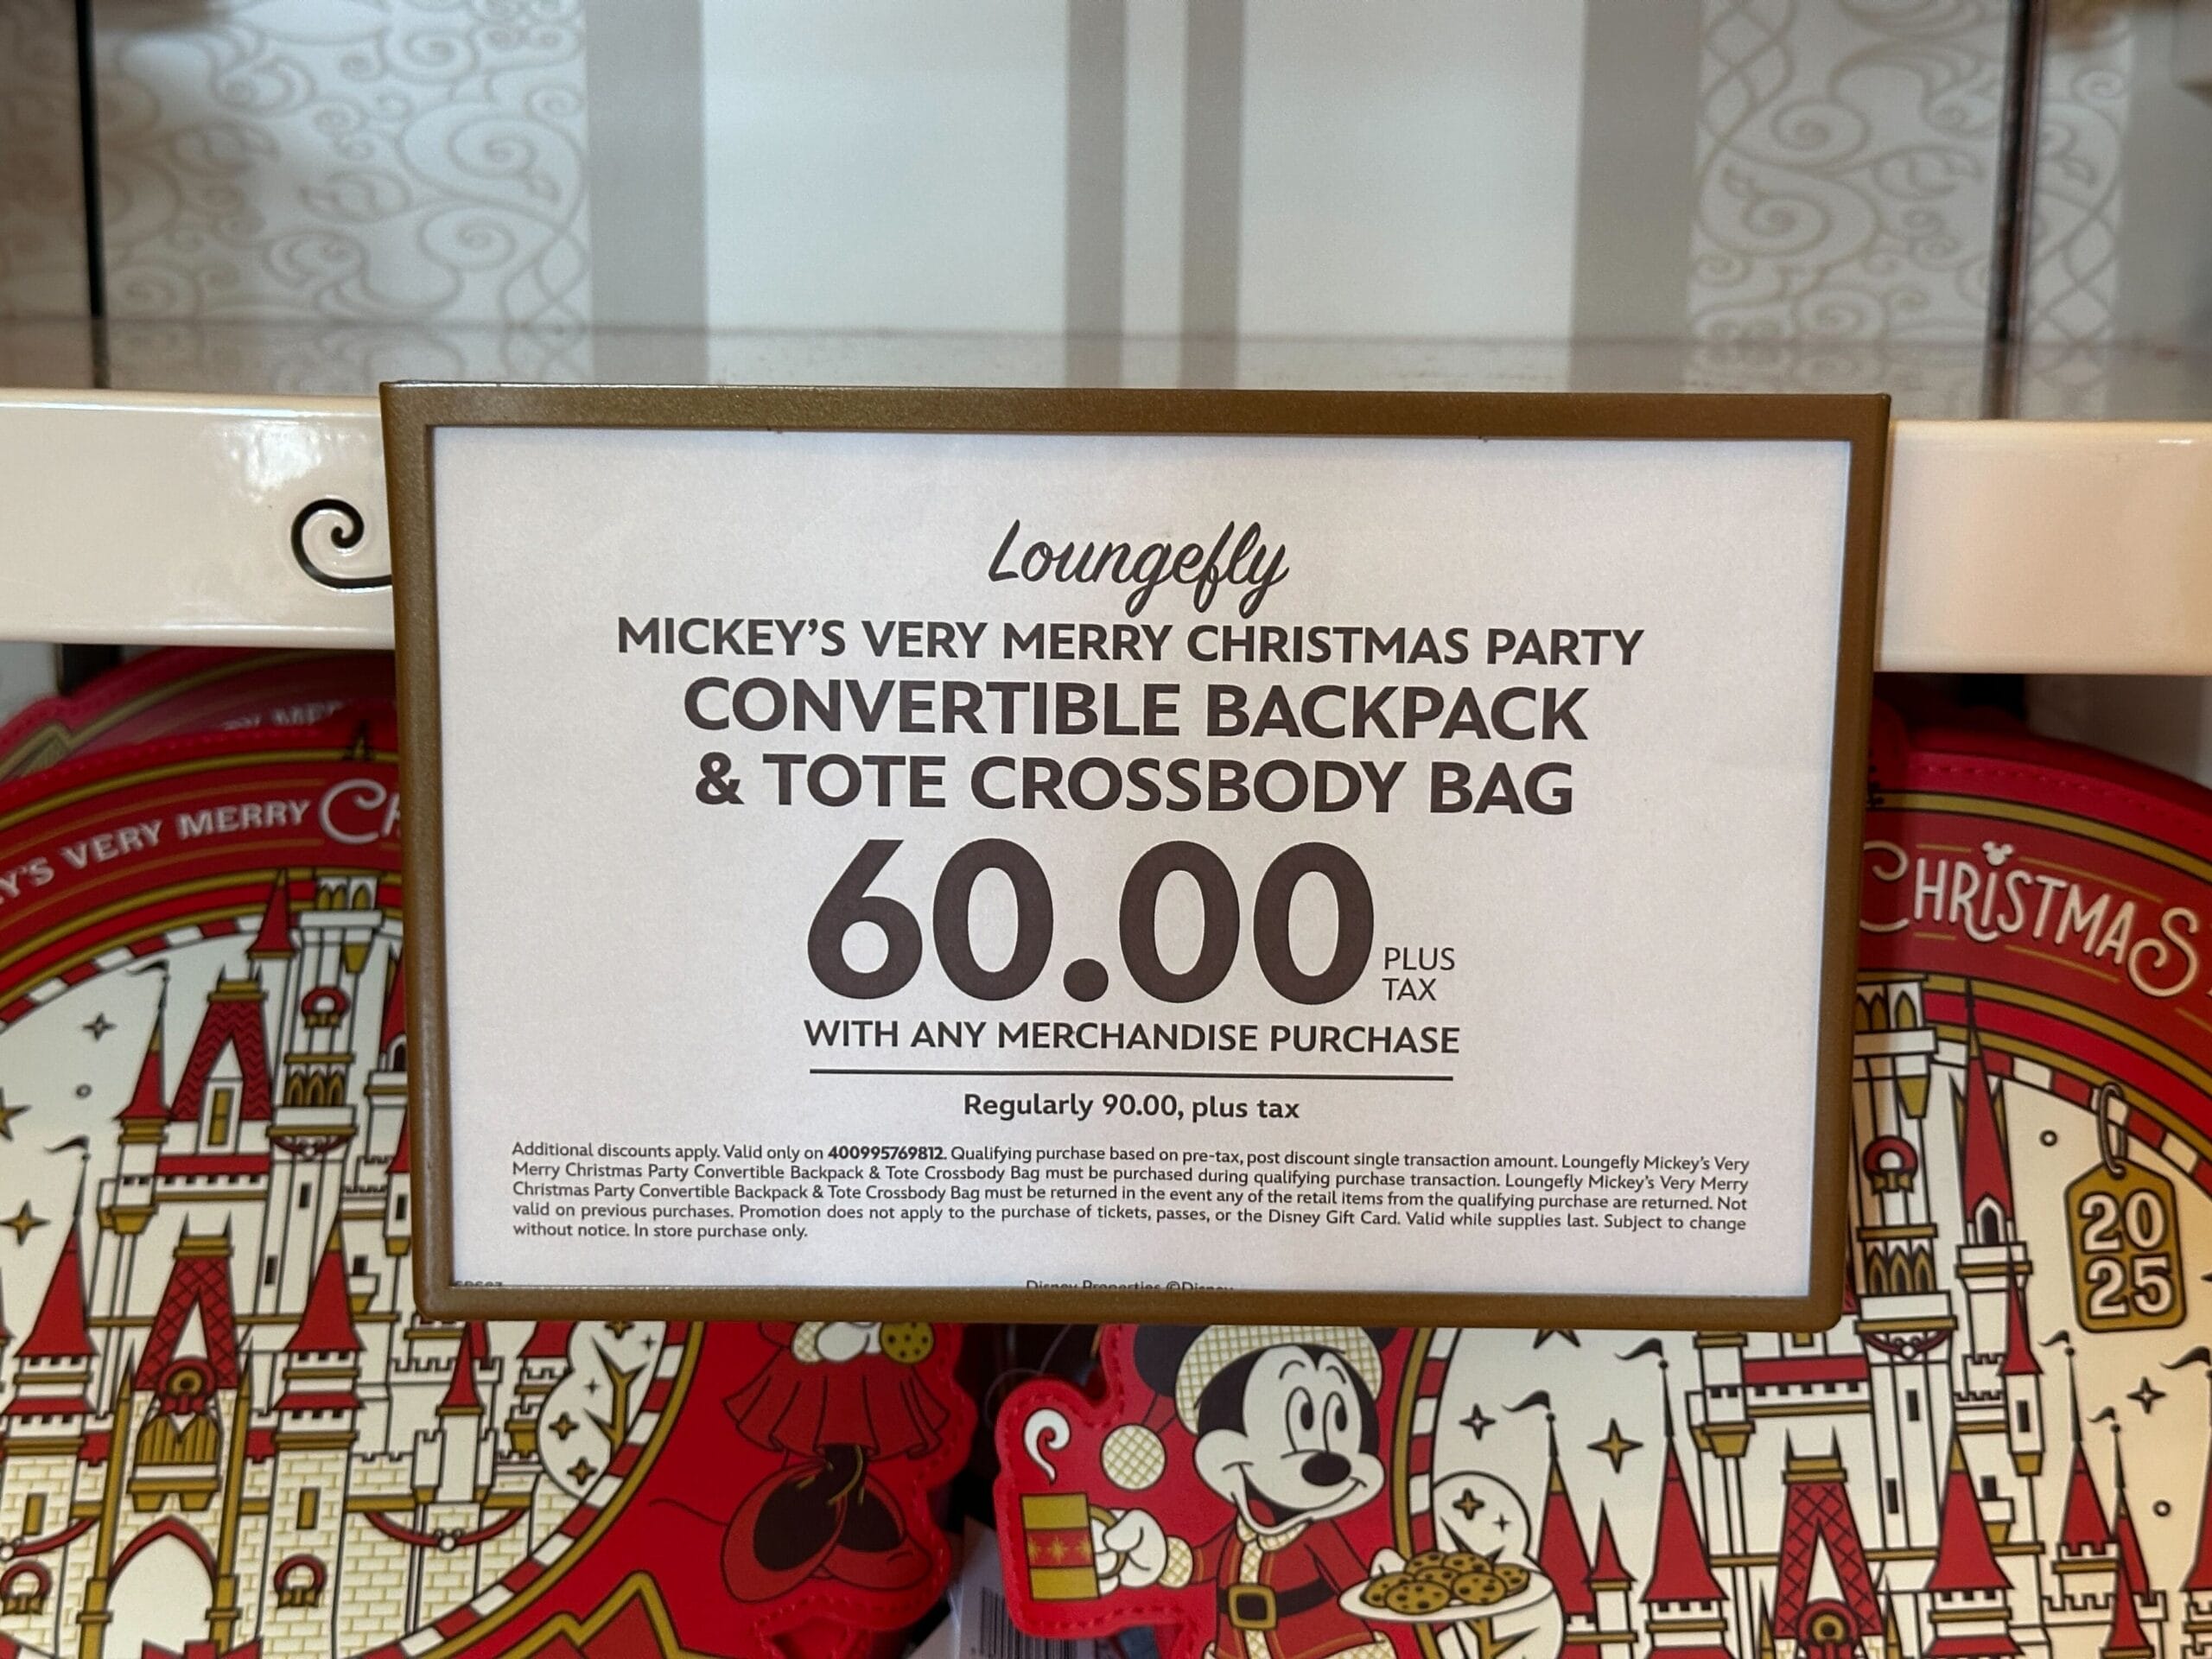 Loungefly
MICKEY'S VERY MERRY CHRISTMAS PARTY
CONVERTIBLE BACKPACK
& TOTE CROSSBODY BAG
60.00 PLUS
TAX
WITH ANY MERCHANDISE PURCHASE
Regularly 90.00, plus tax
Additional discounts apply. Valid only on 400995769812. Qualifying purchase based on pre-tax, post discount single transaction amount. Loungefly Mickey's Very
Merry Christmas Party Convertible Backpack & Tote Crossbody Bag must be purchased during qualifying purchase transaction. Loungefly Mickey's Very Merry
Christmas Party Convertible Backpack & Tote Crossbody Bag must be returned in the event any of the retail items from the qualifying purchase are returned. Not
valid on previous purchases. Promotion does not apply to the purchase of tickets, passes, or the Disney Gift Card. Valid while supplies last. Subject to change
without notice. In store purchase only.
Disney Properties ©Disney
Y'S VERY MERRY CH
CHRISTMAS
20
25